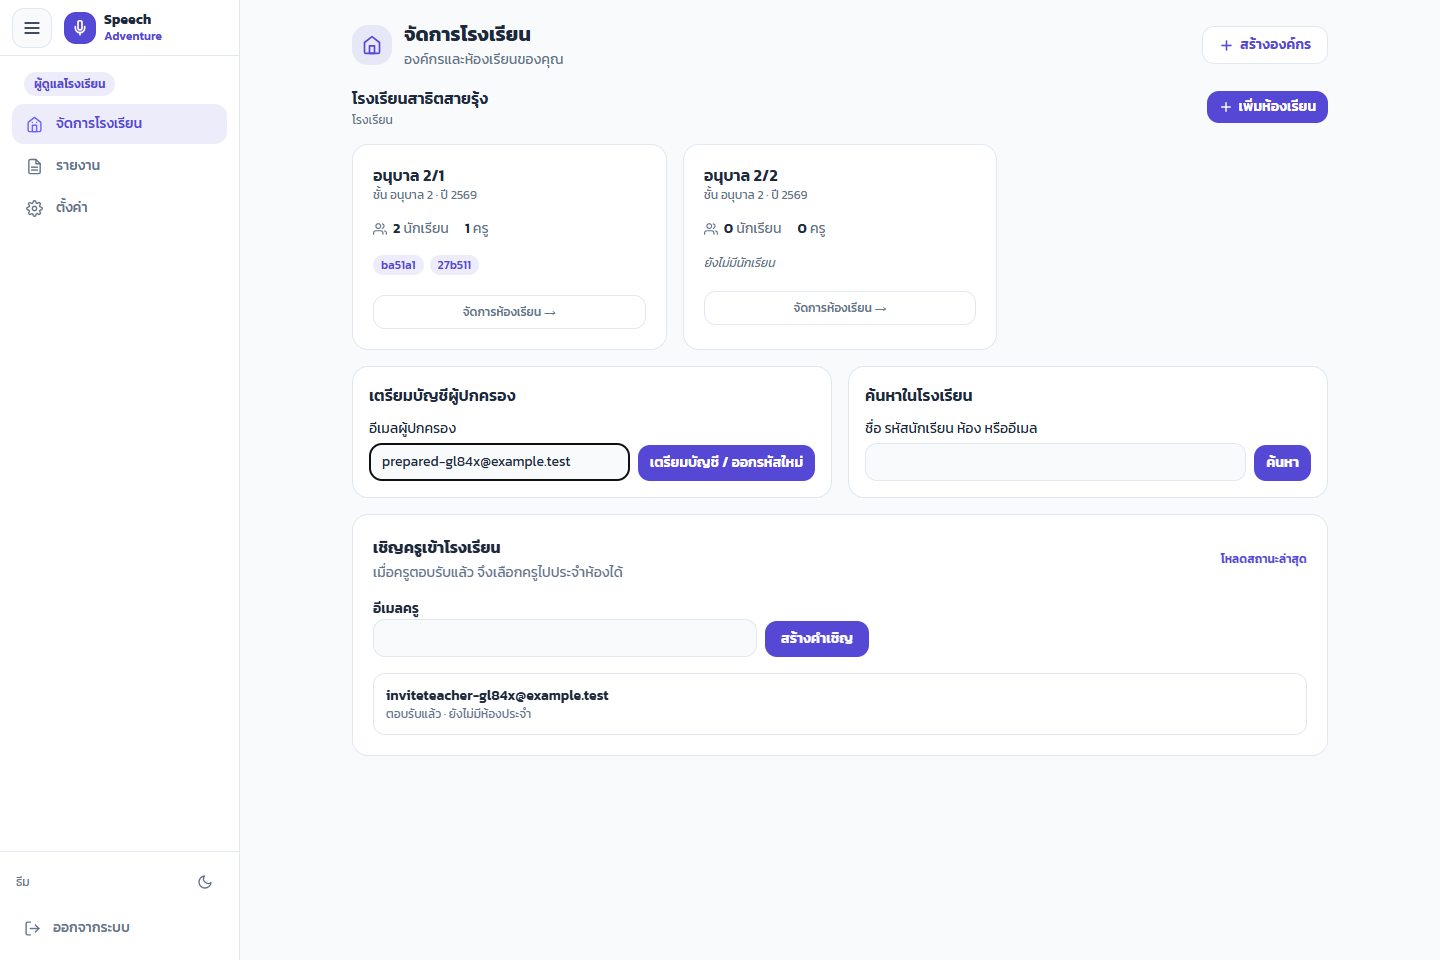 Speech
Adventure
ผู้ดูแลโรงเรียน
จัดการโรงเรียน
รายงาน
ตั้งค่า
ธีม
ออกจากระบบ
จัดการโรงเรียน
องค์กรและห้องเรียนของคุณ
+ สร้างองค์กร
โรงเรียนสาธิตสายรุ้ง
โรงเรียน
+ เพิ่มห้องเรียน
อนุบาล 2/1
ชั้น อนุบาล 2 · ปี 2569
2 นักเรียน 1 ครู
ba51a1 27b511
จัดการห้องเรียน →
อนุบาล 2/2
ชั้น อนุบาล 2 · ปี 2569
0 นักเรียน 0 ครู
ยังไม่มีนักเรียน
จัดการห้องเรียน →
เตรียมบัญชีผู้ปกครอง
อีเมลผู้ปกครอง
prepared-gl84x@example.test
เตรียมบัญชี / ออกรหัสใหม่
ค้นหาในโรงเรียน
ชื่อ รหัสนักเรียน ห้อง หรืออีเมล
ค้นหา
เชิญครูเข้าโรงเรียน
เมื่อครูตอบรับแล้ว จึงเลือกครูไปประจำห้องได้
โหลดสถานะล่าสุด
อีเมลครู
สร้างคำเชิญ
inviteteacher-gl84x@example.test
ตอบรับแล้ว · ยังไม่มีห้องประจำ